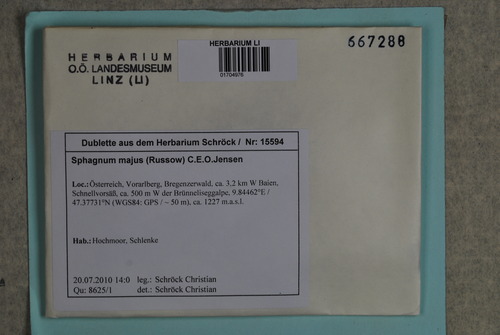 HERBARIUM
O.Ö. LANDESMUSEUM
LINZ (LI)
HERBARIUM LI
01704976
667288
Dublette aus dem Herbarium Schröck / Nr: 15594
Sphagnum majus (Russow) C.E.O.Jensen
Loc.: Österreich, Vorarlberg, Bregenzerwald, ca. 3,2 km W Baien,
Schnellvorsäß, ca. 500 m W der Brünneliseggalpe, 9.84462°E /
47.37731°N (WGS84: GPS / ~ 50 m), ca. 1227 m.a.s.l.
Hab.: Hochmoor, Schlenke
20.07.2010 14:0 leg.: Schröck Christian
Qu: 8625/1 det.: Schröck Christian